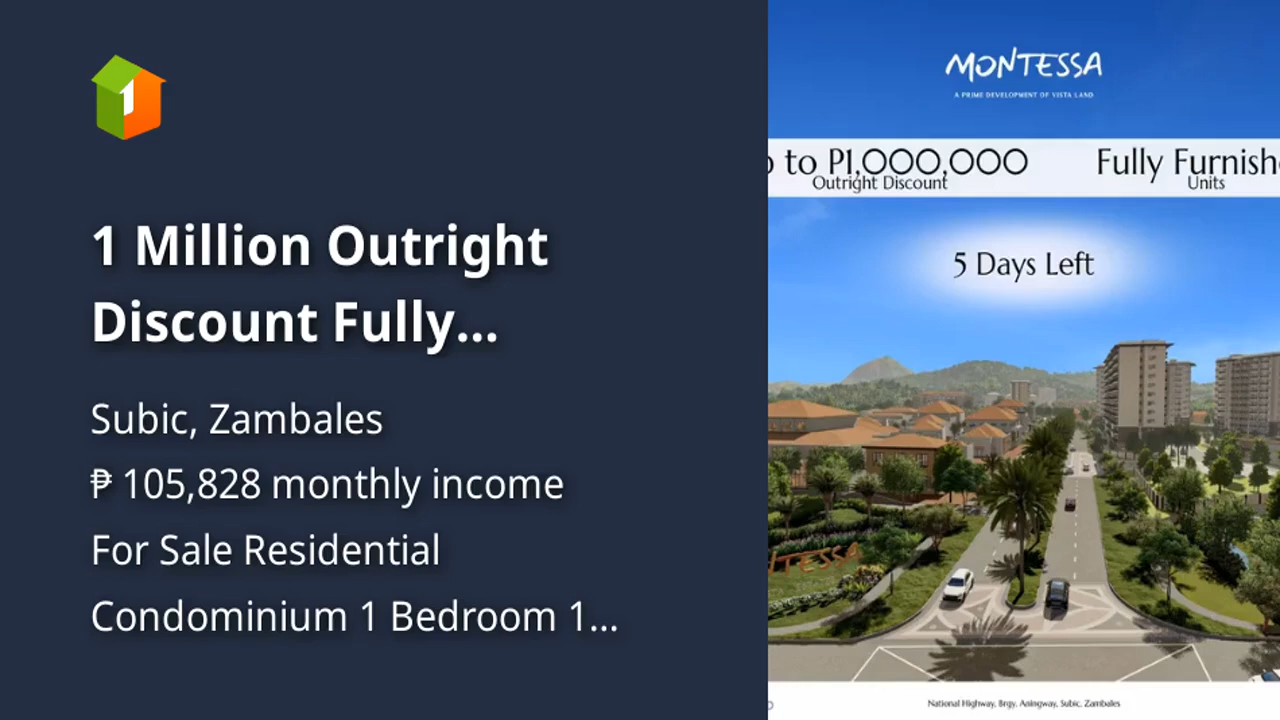 1 Million Outright
Discount Fully...
Subic, Zambales
₱ 105,828 monthly income
For Sale Residential
Condominium 1 Bedroom 1...
MONTESSA
A PRIME DEVELOPMENT OF VISTA LAND
to P1,000,000
Outright Discount
Fully Furnish
Units
5 Days Left
NTESSA
National Highway, Brgy. Aningway, Subic, Zambales